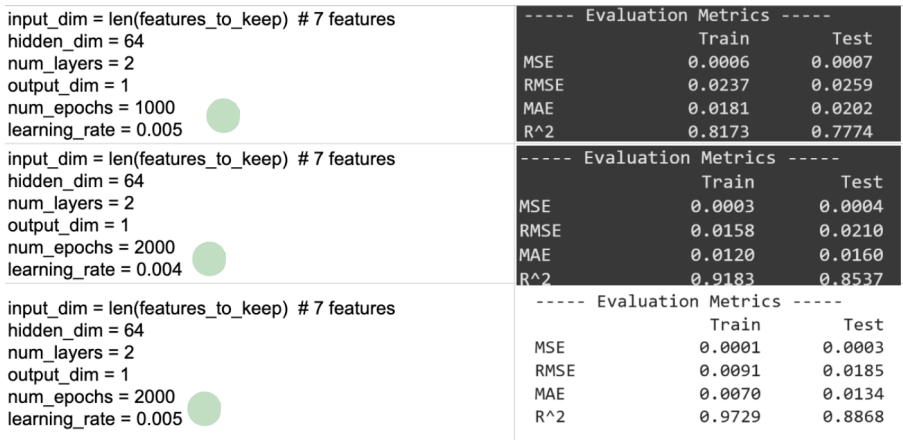 input_dim = len(features_to_keep)  # 7 features
hidden_dim = 64
num_layers = 2
output_dim = 1
num_epochs = 1000
learning_rate = 0.005
----- Evaluation Metrics -----
Train Test
MSE 0.0006 0.0007
RMSE 0.0237 0.0259
MAE 0.0181 0.0202
R^2 0.8173 0.7774
input_dim = len(features_to_keep)  # 7 features
hidden_dim = 64
num_layers = 2
output_dim = 1
num_epochs = 2000
learning_rate = 0.004
----- Evaluation Metrics -----
Train Test
MSE 0.0003 0.0004
RMSE 0.0158 0.0210
MAE 0.0120 0.0160
R^2 0.9183 0.8537
input_dim = len(features_to_keep)  # 7 features
hidden_dim = 64
num_layers = 2
output_dim = 1
num_epochs = 2000
learning_rate = 0.005
----- Evaluation Metrics -----
Train Test
MSE 0.0001 0.0003
RMSE 0.0091 0.0185
MAE 0.0070 0.0134
R^2 0.9729 0.8868